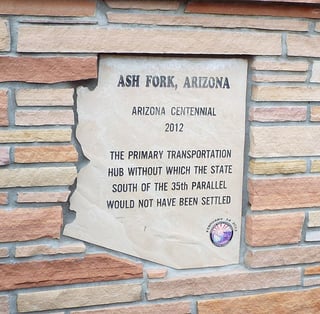 ASH FORK, ARIZONA
ARIZONA CENTENNIAL
2012
THE PRIMARY TRANSPORTATION
HUB WITHOUT WHICH THE STATE
SOUTH OF THE 35th PARALLEL
WOULD NOT HAVE BEEN SETTLED